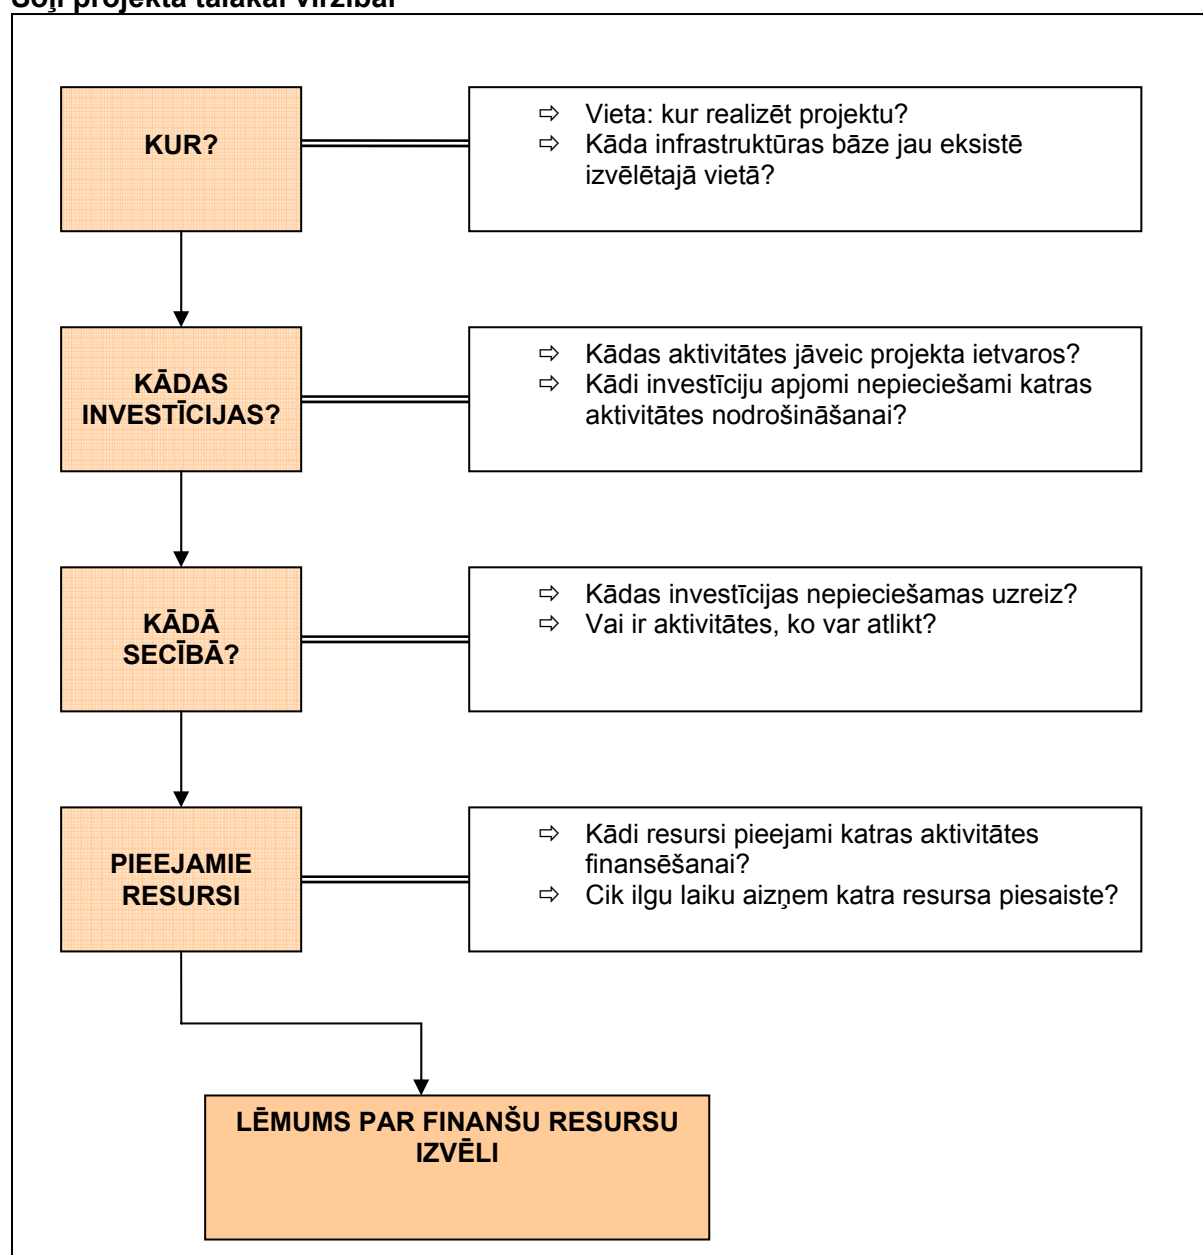 Soļi projekta tālākai virzībai
KUR?
⇨ Vieta: kur realizēt projektu?
⇨ Kāda infrastruktūras bāze jau eksistē
izvēlētajā vietā?
KĀDAS
INVESTĪCIJAS?
⇨ Kādas aktivitātes jāveic projekta ietvaros?
⇨ Kādi investīciju apjomi nepieciešami katras
aktivitātes nodrošināšanai?
KĀDĀ
SECĪBĀ?
⇨ Kādas investīcijas nepieciešamas uzreiz?
⇨ Vai ir aktivitātes, ko var atlikt?
PIEEJAMIE
RESURSI
⇨ Kādi resursi pieejami katras aktivitātes
finansēšanai?
⇨ Cik ilgu laiku aizņem katra resursa piesaiste?
LĒMUMS PAR FINANŠU RESURSU
IZVĒLI